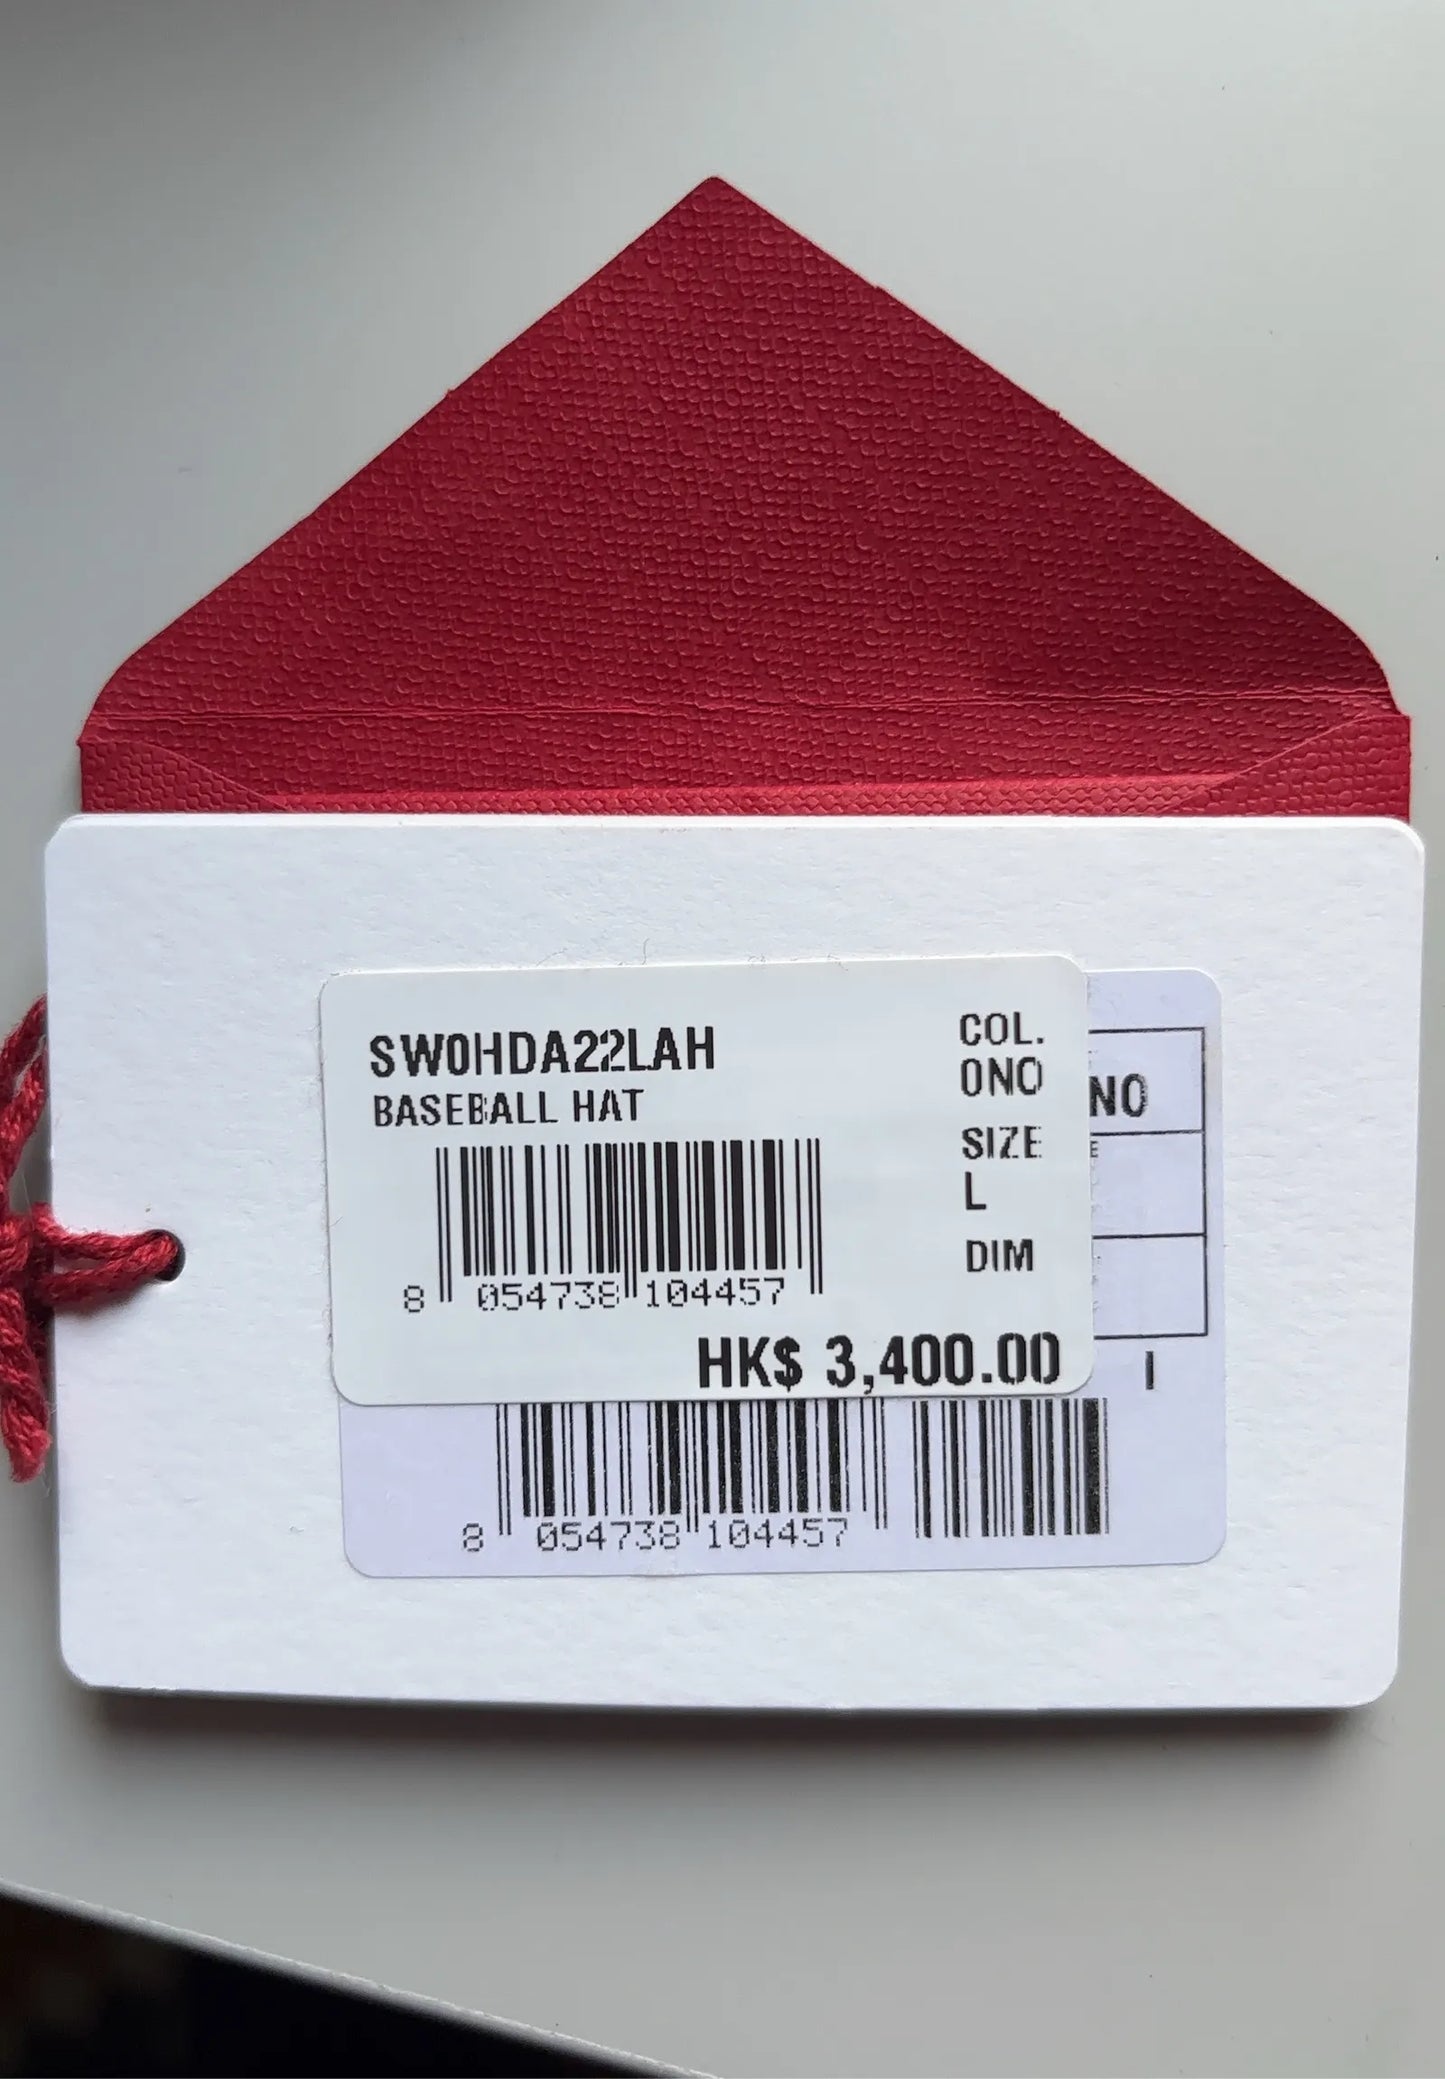 SW0HDA22LAH
BASEBALL HAT
COL.
0NO
SIZE
L
DIM
8 054738 104457
HK$ 3,400.00
NO
E
I
8 054738 104457